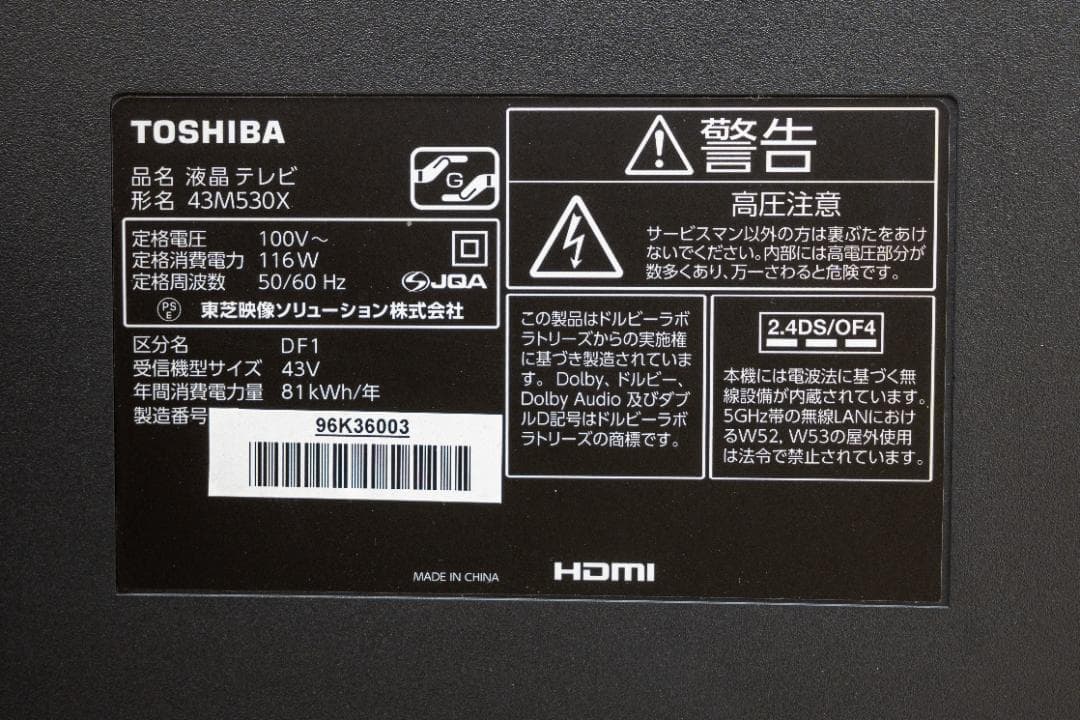 TOSHIBA
品名 液晶テレビ
形名 43M530X
G
定格電圧 100V～
定格消費電力 116W
定格周波数 50/60 Hz
JQA
PS
E
東芝映像ソリューション株式会社
区分名 DF1
受信機型サイズ 43V
年間消費電力量 81kWh/年
製造番号
96K36003
MADE IN CHINA
HDMI
警告
高圧注意
サービスマン以外の方は裏ぶたをあけ
ないでください。内部には高電圧部分が
数多くあり、万一さわると危険です。
この製品はドルビーラボ
ラトリーズからの実施権
に基づき製造されていま
す。Dolby、ドルビー、
Dolby Audio 及びダブ
ルD記号はドルビーラボ
ラトリーズの商標です。
2.4DS/OF4
本機には電波法に基づく無
線設備が内蔵されています。
5GHz帯の無線LANにおけ
るW52, W53の屋外使用
は法令で禁止されています。